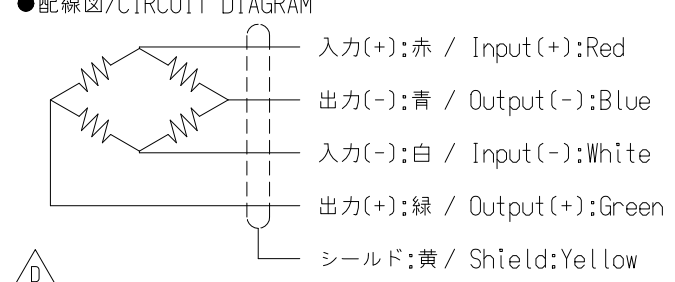 ●配線図/CIRCUIT DIAGRAM
入力(+):赤 / Input(+):Red
出力(-):青 / Output(-):Blue
入力(-):白 / Input(-):White
出力(+):緑 / Output(+):Green
シールド:黄 / Shield:Yellow
D